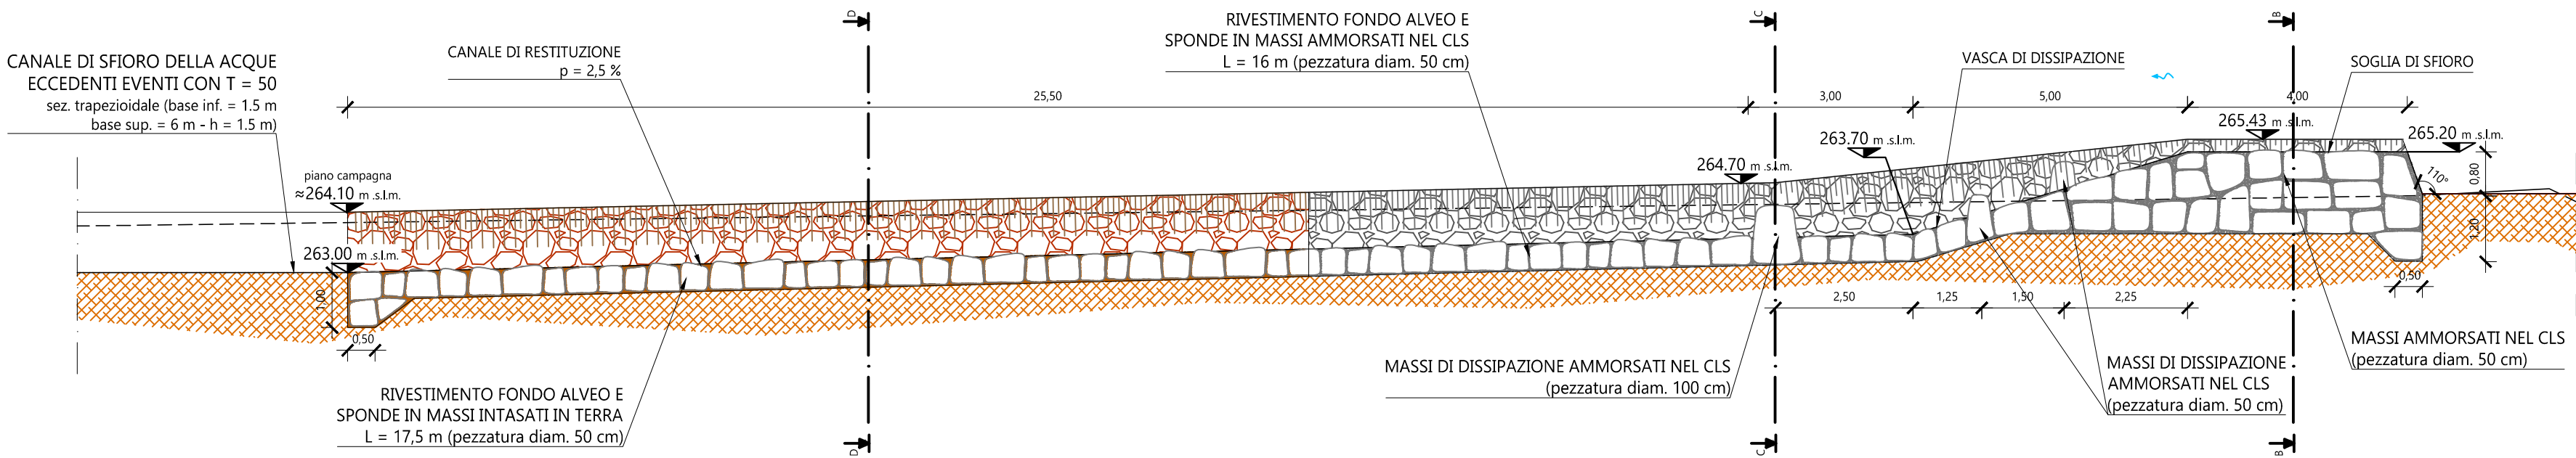 CANALE DI SFIORO DELLA ACQUE
ECCEDENTI EVENTI CON T = 50
sez. trapezioidale (base inf. = 1.5 m
base sup. = 6 m - h = 1.5 m)
CANALE DI RESTITUZIONE
p = 2,5 %
D
RIVESTIMENTO FONDO ALVEO E
SPONDE IN MASSI AMMORSATI NEL CLS
L = 16 m (pezzatura diam. 50 cm)
C
VASCA DI DISSIPAZIONE
B
SOGLIA DI SFIORO
25,50
3,00
5,00
4,00
piano campagna
≈264.10 m .s.l.m.
263.00 m .s.l.m.
264.70 m .s.l.m.
263.70 m .s.l.m.
265.43 m .s.l.m.
265.20 m .s.l.m.
110°
0,80
1,20
0,50
1,00
0,50
2,50
1,25
1,50
2,25
RIVESTIMENTO FONDO ALVEO E
SPONDE IN MASSI INTASATI IN TERRA
L = 17,5 m (pezzatura diam. 50 cm)
MASSI DI DISSIPAZIONE AMMORSATI NEL CLS
(pezzatura diam. 100 cm)
MASSI DI DISSIPAZIONE
AMMORSATI NEL CLS
(pezzatura diam. 50 cm)
MASSI AMMORSATI NEL CLS
(pezzatura diam. 50 cm)
D
C
B